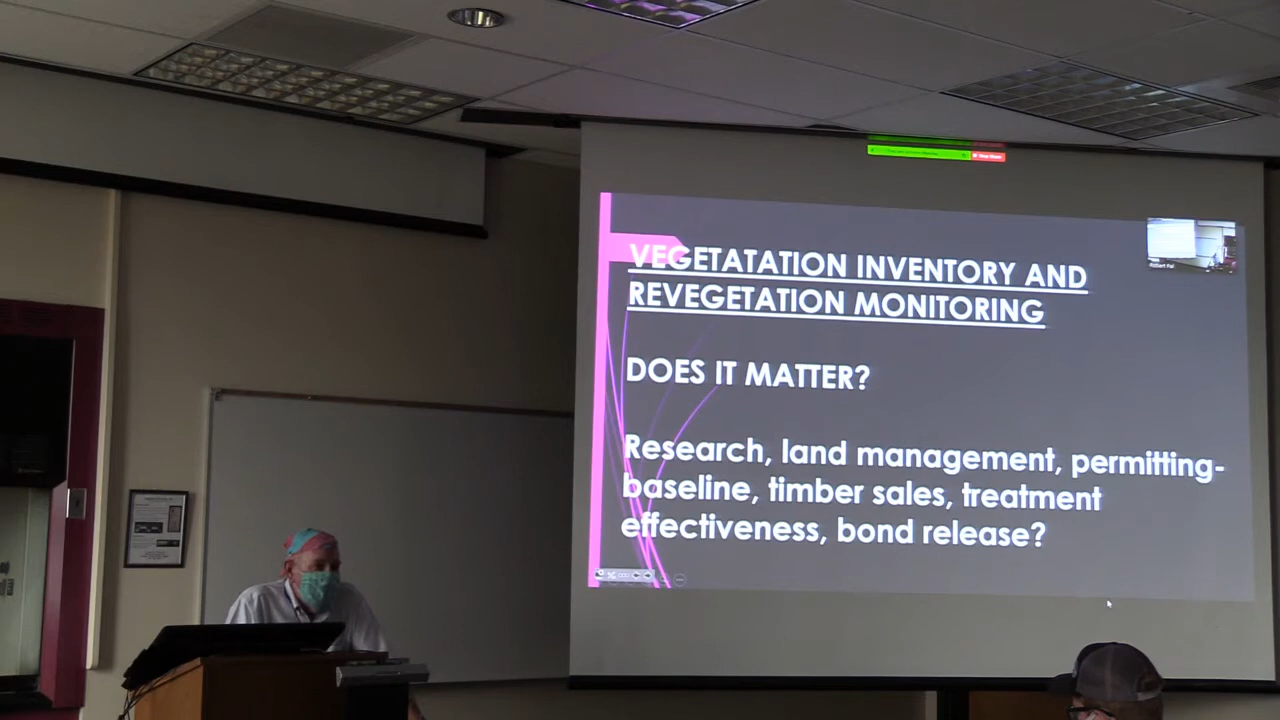 VEGETATATION INVENTORY AND
REVEGETATION MONITORING
DOES IT MATTER?
Research, land management, permitting-
baseline, timber sales, treatment
effectiveness, bond release?